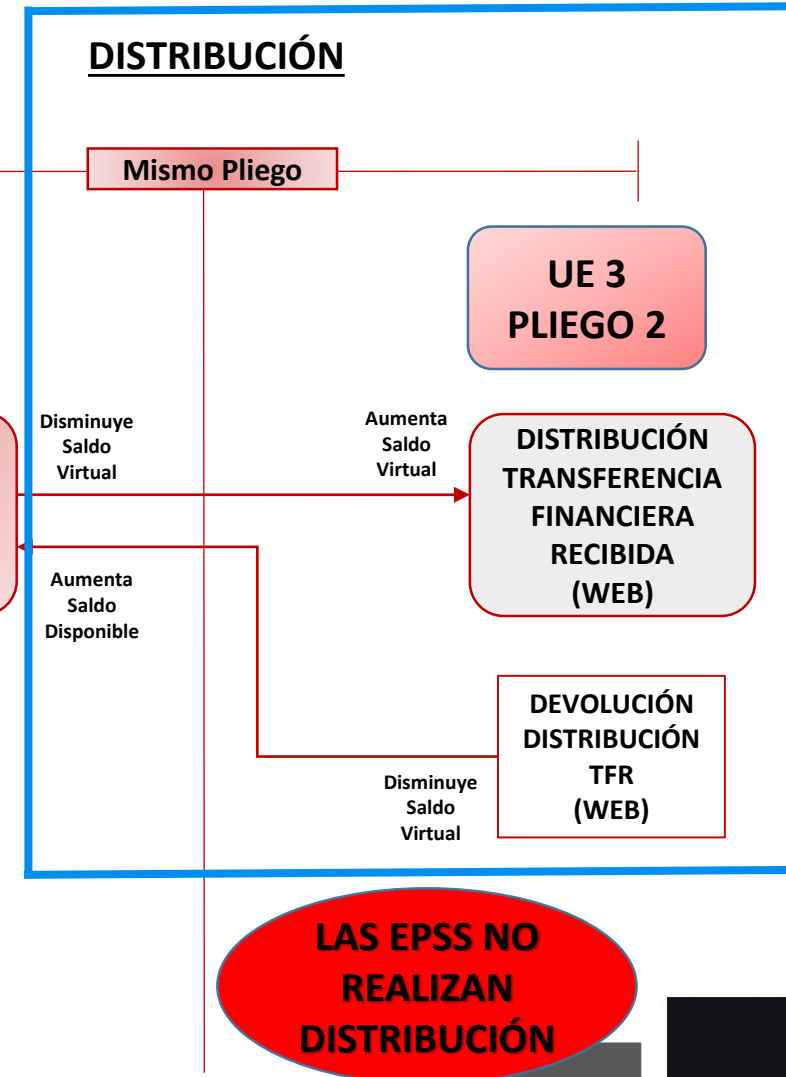 DISTRIBUCIÓN
Mismo Pliego
UE 3
PLIEGO 2
Disminuye
Saldo
Virtual
Aumenta
Saldo
Virtual
DISTRIBUCIÓN
TRANSFERENCIA
FINANCIERA
RECIBIDA
(WEB)
Aumenta
Saldo
Disponible
DEVOLUCIÓN
DISTRIBUCIÓN
TFR
(WEB)
Disminuye
Saldo
Virtual
LAS EPSS NO
REALIZAN
DISTRIBUCIÓN